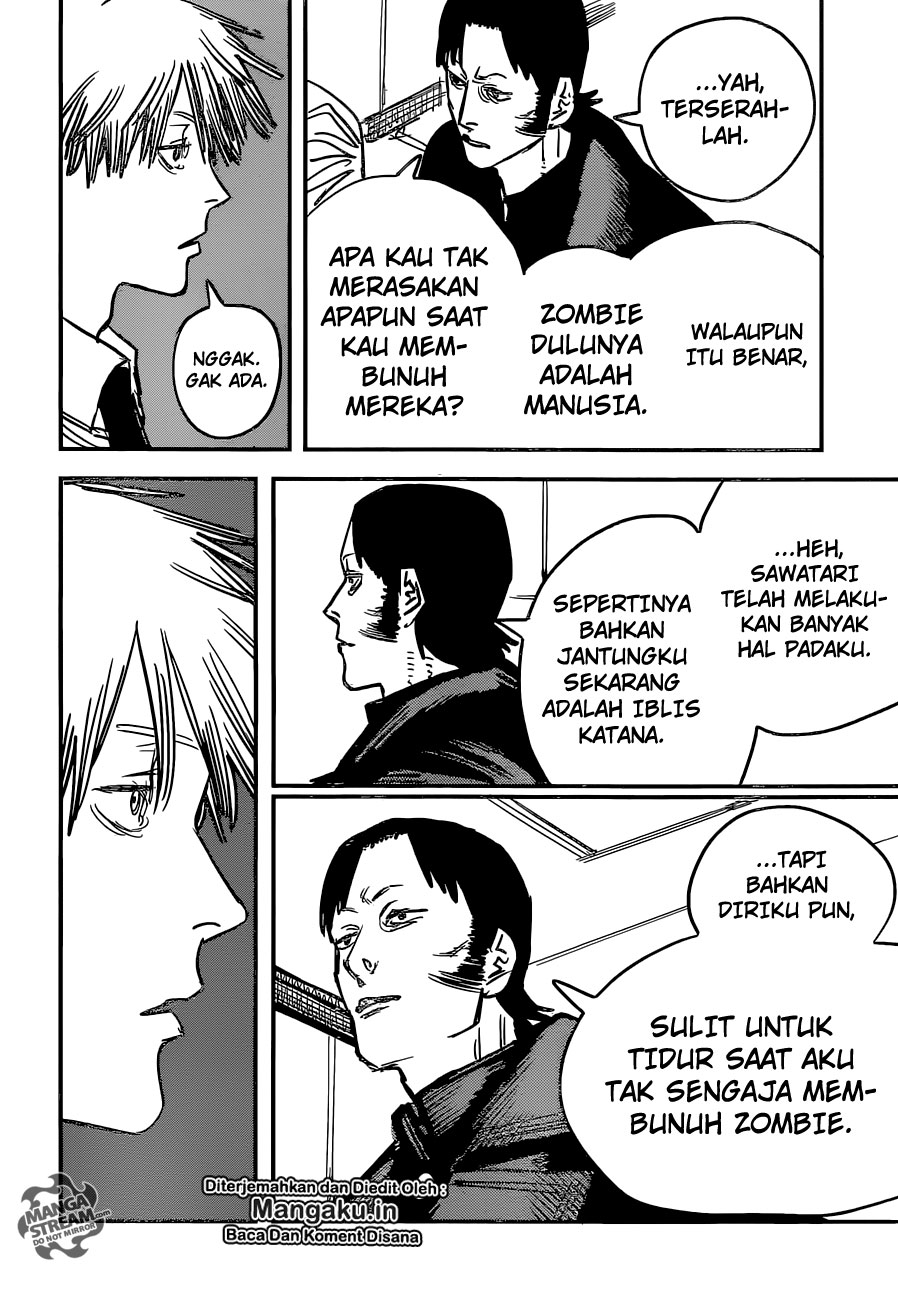 ...YAH,
TERSERAH-
LAH.
WALAUPUN
ITU BENAR,
ZOMBIE
DULUNYA
ADALAH
MANUSIA.
APA KAU TAK
MERASAKAN
APAPUN SAAT
KAU MEM-
BUNUH
MEREKA?
NGGAK.
GAK ADA.
...HEH,
SAWATARI
TELAH MELAKU-
KAN BANYAK
HAL PADAKU.
SEPERTINYA
BAHKAN
JANTUNGKU
SEKARANG
ADALAH IBLIS
KATANA.
...TAPI
BAHKAN
DIRIKU PUN,
SULIT UNTUK
TIDUR SAAT AKU
TAK SENGAJA MEM-
BUNUH ZOMBIE.
Diterjemahkan dan Diedit Oleh :
Mangaku.in
Baca Dan Koment Disana
MANGA
STREAM.com
DO NOT MIRROR